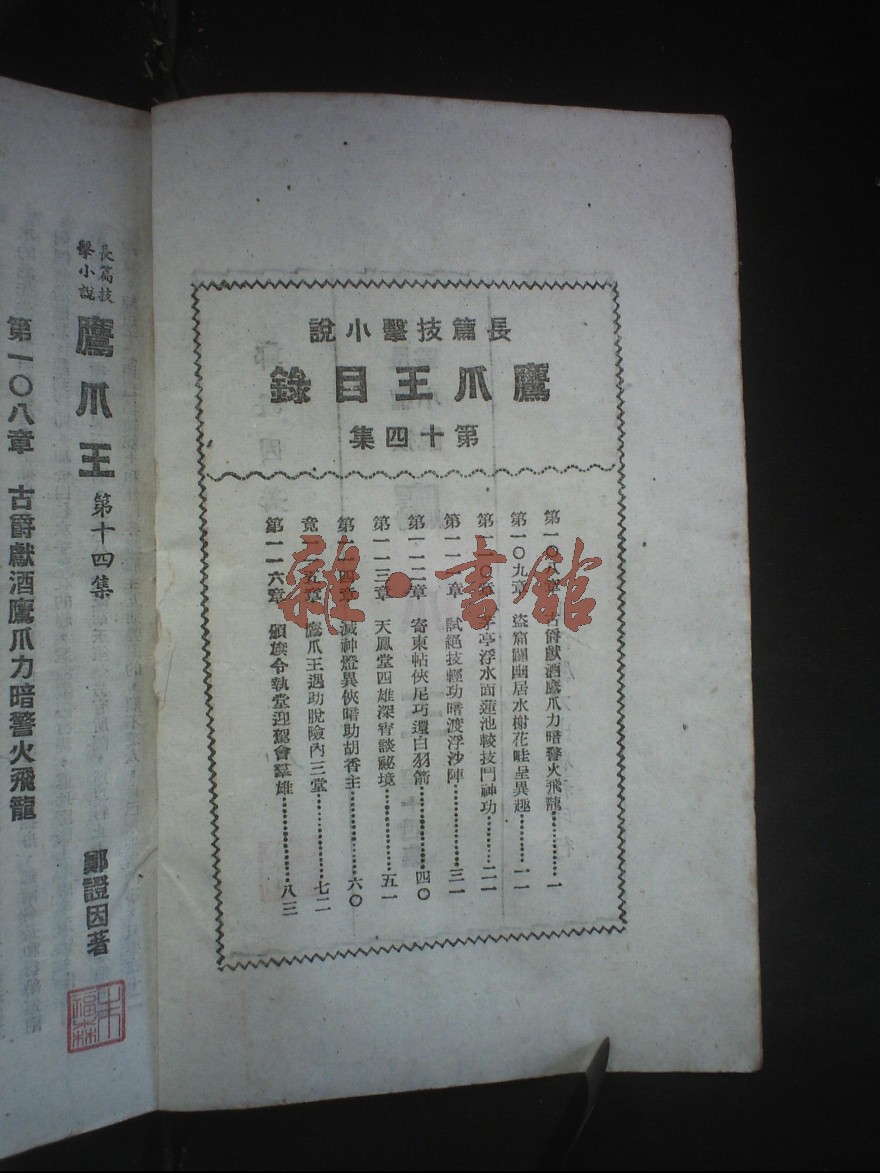 長篇技擊小說
鷹爪王目錄
第十四集
第一〇八章 古爵獻酒鷹爪力暗警火飛龍……一
第一〇九章 盜窟闢幽居水榭花畦呈異趣……一一
第一一〇章 亭浮水面蓮池較技鬥神功……二一
第一一一章 試絕技輕功暗渡浮沙陣……三一
第一一二章 寄柬帖俠尼巧還白羽箭……四〇
第一一三章 天鳳堂四雄深宵談祕境……五一
第一一四章 滅神燈異俠暗助胡香主……六〇
竟一一五章 鷹爪王遇助脫險內三堂……七二
第一一六章 頒旗令執堂迎駕會羣雄……八三
雜·書館
長篇技
擊小說
鷹爪王 第十四集
鄭證因著
第一〇八章 古爵獻酒鷹爪力暗警火飛龍